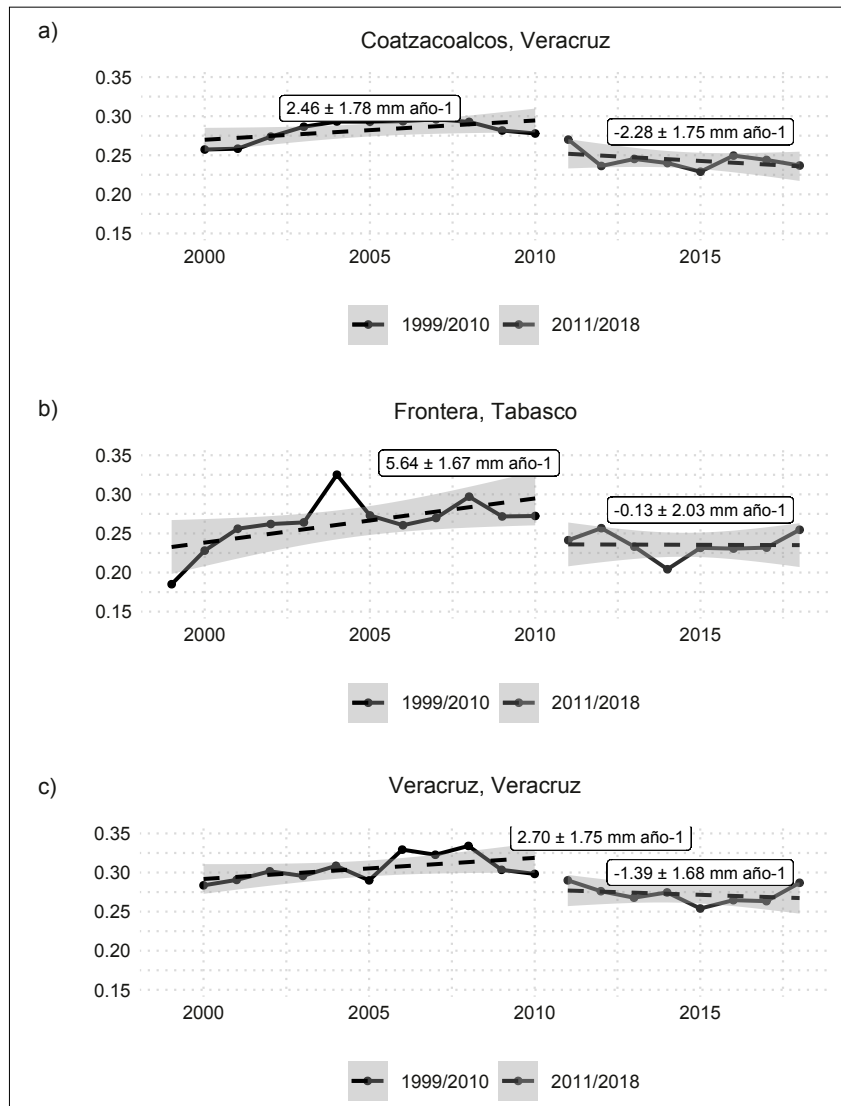 a)
Coatzacoalcos, Veracruz
0.35
2.46 ± 1.78 mm año-1
0.30
-2.28 ± 1.75 mm año-1
0.25
0.20
0.15
2000 2005 2010 2015
1999/2010 2011/2018
b)
Frontera, Tabasco
0.35
5.64 ± 1.67 mm año-1
0.30
-0.13 ± 2.03 mm año-1
0.25
0.20
0.15
2000 2005 2010 2015
1999/2010 2011/2018
c)
Veracruz, Veracruz
0.35
2.70 ± 1.75 mm año-1
0.30
-1.39 ± 1.68 mm año-1
0.25
0.20
0.15
2000 2005 2010 2015
1999/2010 2011/2018